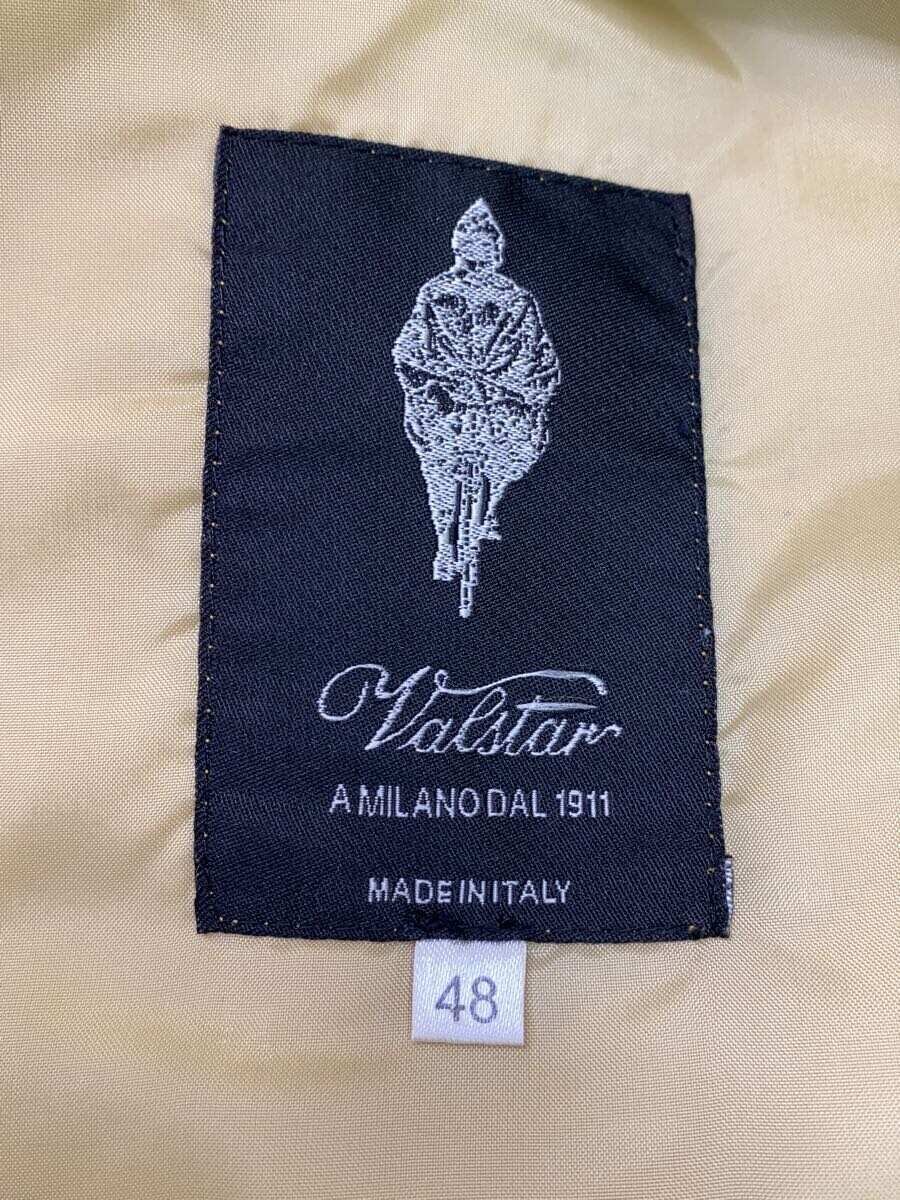 Valstar
A MILANO DAL 1911
MADE IN ITALY
48